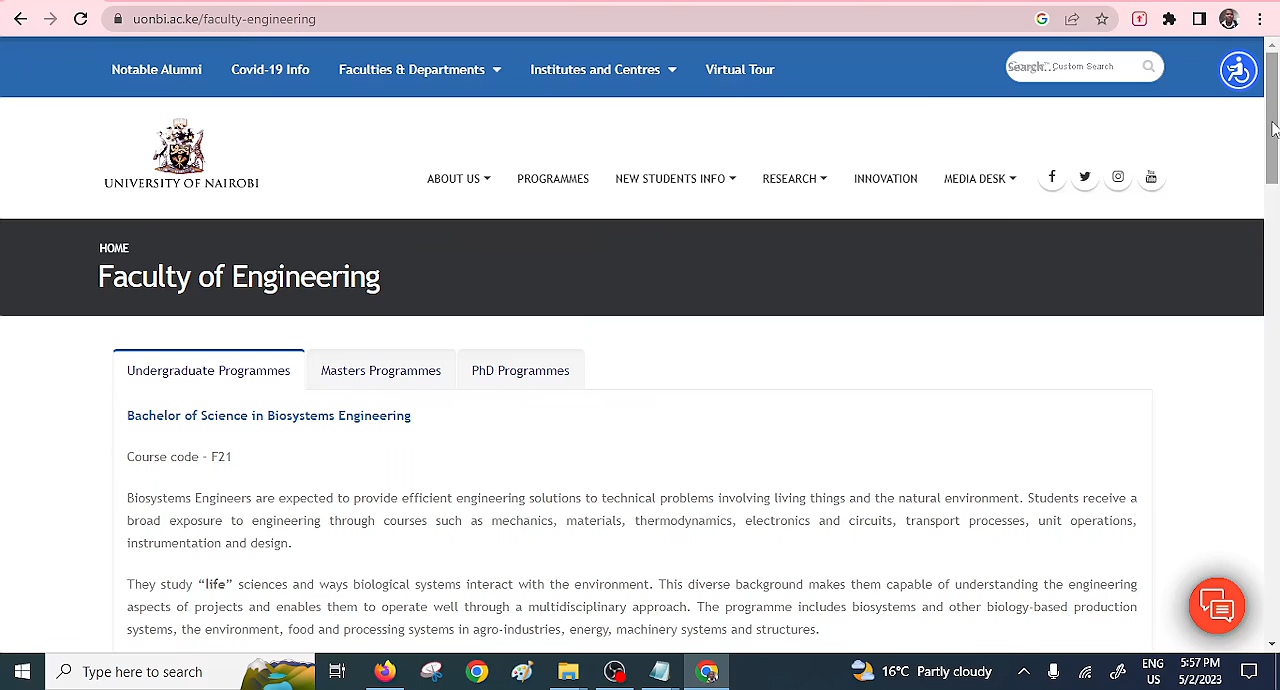 uonbi.ac.ke/faculty-engineering
Notable Alumni Covid-19 Info Faculties & Departments Institutes and Centres Virtual Tour
Search... Custom Search
UNIVERSITY OF NAIROBI
ABOUT US PROGRAMMES NEW STUDENTS INFO RESEARCH INNOVATION MEDIA DESK
HOME
Faculty of Engineering
Undergraduate Programmes Masters Programmes PhD Programmes
Bachelor of Science in Biosystems Engineering
Course code - F21
Biosystems Engineers are expected to provide efficient engineering solutions to technical problems involving living things and the natural environment. Students receive a
broad exposure to engineering through courses such as mechanics, materials, thermodynamics, electronics and circuits, transport processes, unit operations,
instrumentation and design.
They study “life” sciences and ways biological systems interact with the environment. This diverse background makes them capable of understanding the engineering
aspects of projects and enables them to operate well through a multidisciplinary approach. The programme includes biosystems and other biology-based production
systems, the environment, food and processing systems in agro-industries, energy, machinery systems and structures.
Type here to search
16°C Partly cloudy
ENG
US
5:57 PM
5/2/2023